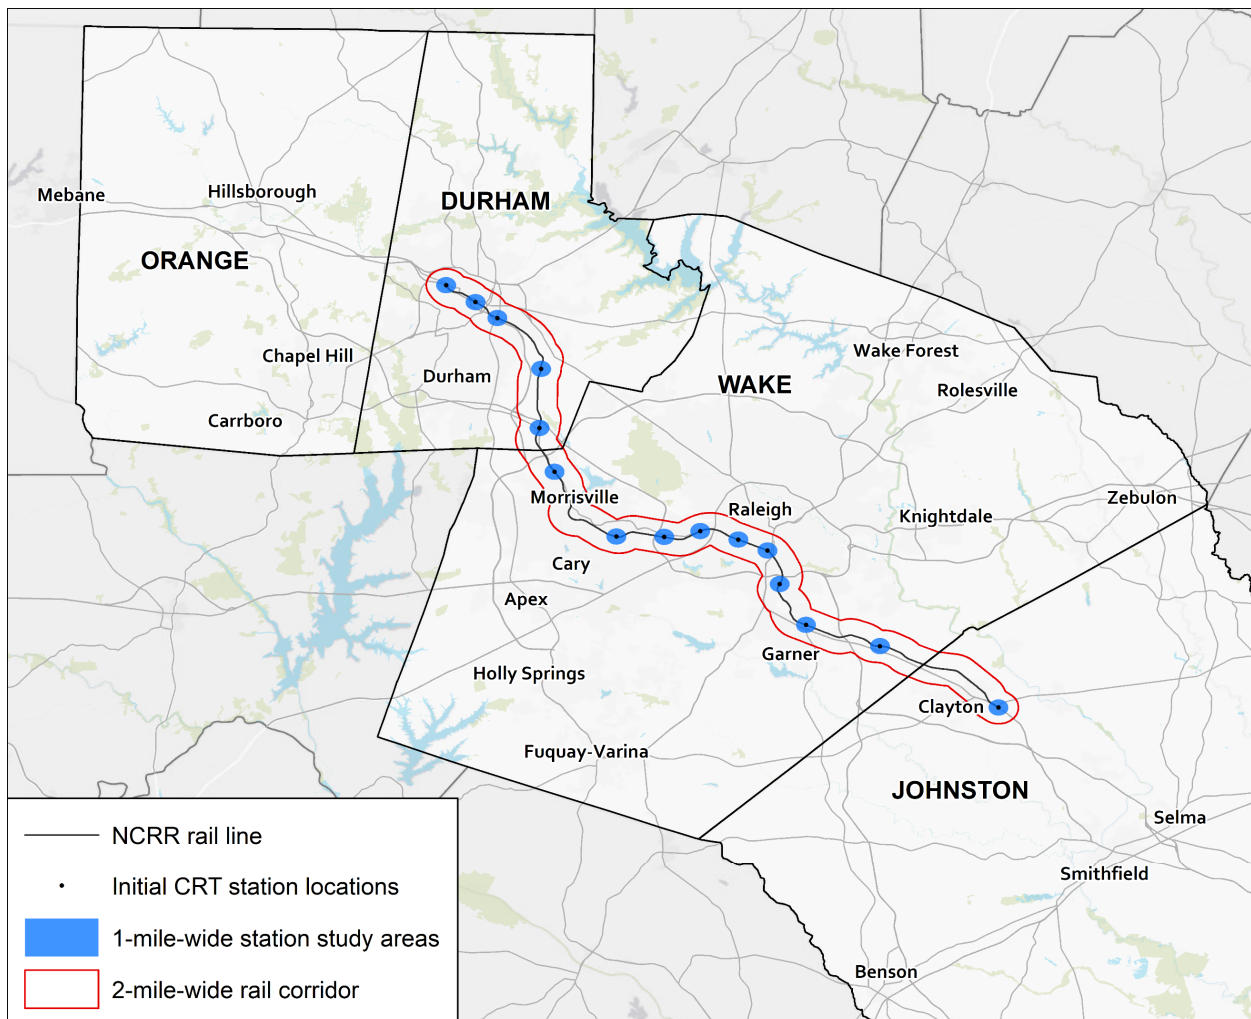 Mebane
Hillsborough
DURHAM
ORANGE
Chapel Hill
Durham
Wake Forest
WAKE
Rolesville
Carrboro
Morrisville
Raleigh
Knightdale
Zebulon
Cary
Apex
Garner
Holly Springs
Clayton
Fuquay-Varina
JOHNSTON
Selma
Smithfield
Benson
NCRR rail line
Initial CRT station locations
1-mile-wide station study areas
2-mile-wide rail corridor